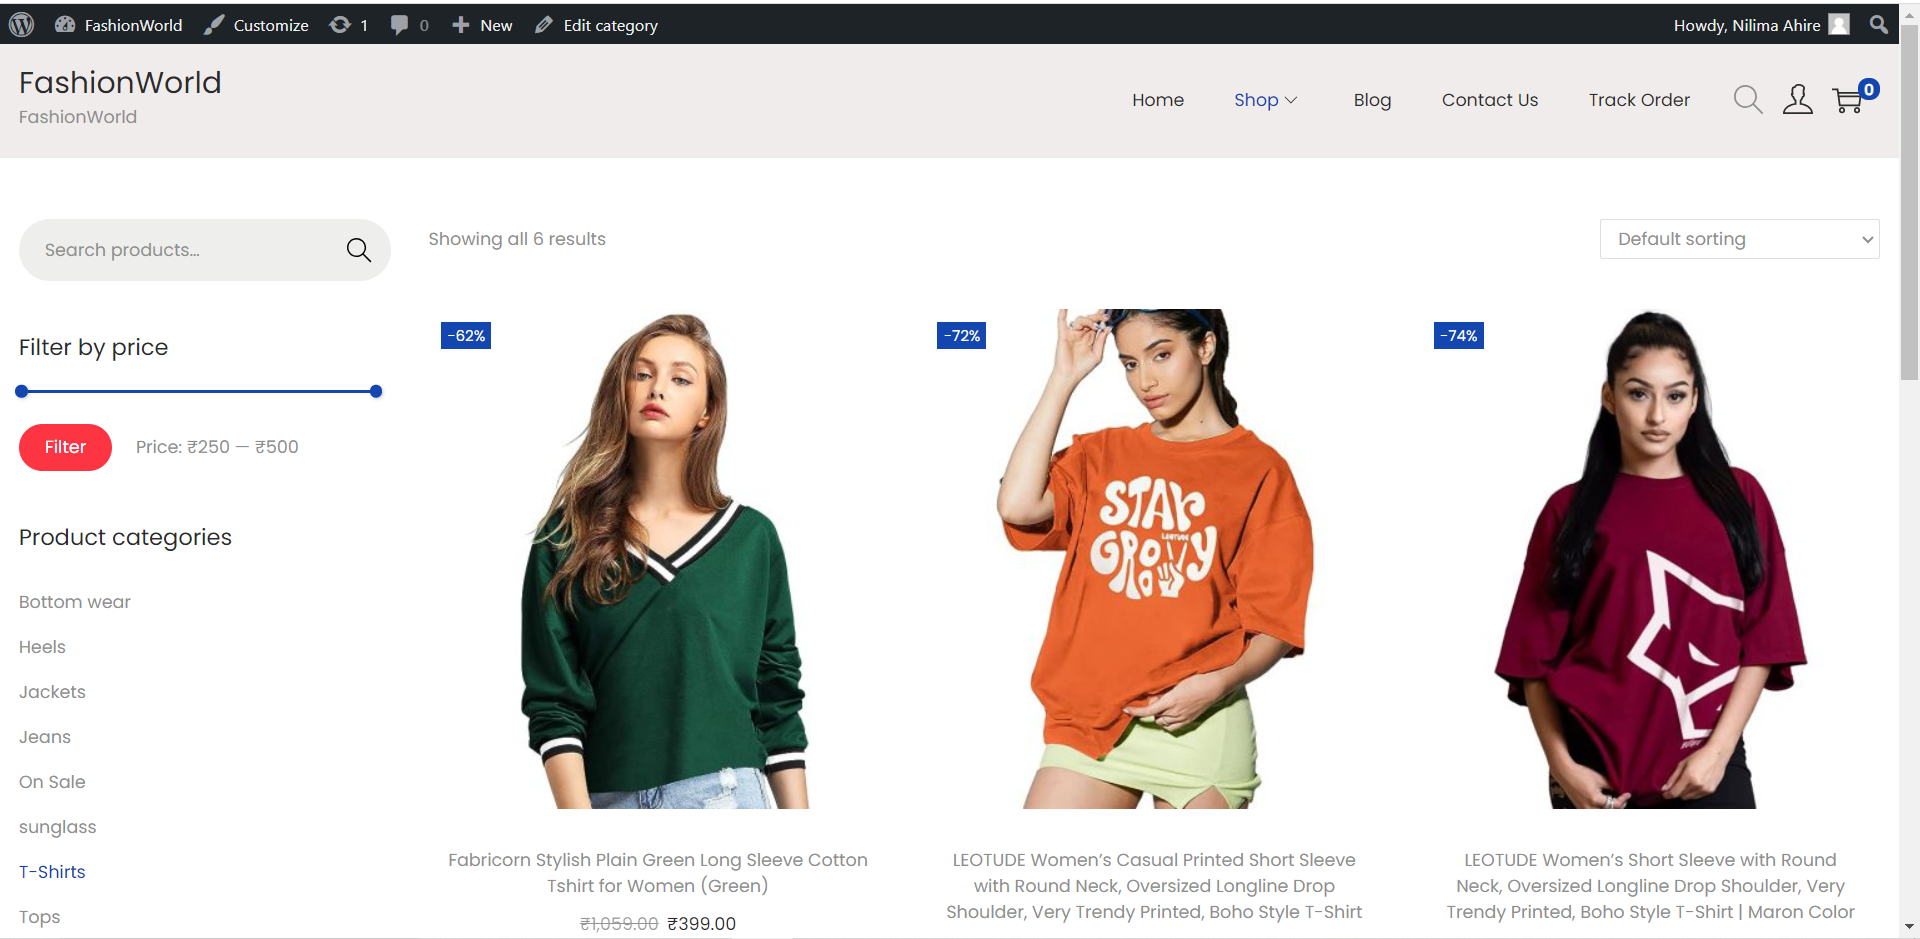 FashionWorld Customize 1 0 New Edit category Howdy, Nilima Ahire
FashionWorld
FashionWorld
Home Shop Blog Contact Us Track Order 0
Search products...
Showing all 6 results
Default sorting
Filter by price
Filter Price: ₹250 — ₹500
Product categories
Bottom wear
Heels
Jackets
Jeans
On Sale
sunglass
T-Shirts
Tops
-62%
Fabricorn Stylish Plain Green Long Sleeve Cotton
Tshirt for Women (Green)
₹1,059.00 ₹399.00
-72%
STAY
LEOTUDE
GROOVY
LEOTUDE Women’s Casual Printed Short Sleeve
with Round Neck, Oversized Longline Drop
Shoulder, Very Trendy Printed, Boho Style T-Shirt
-74%
LEOTUDE Women’s Short Sleeve with Round
Neck, Oversized Longline Drop Shoulder, Very
Trendy Printed, Boho Style T-Shirt | Maron Color